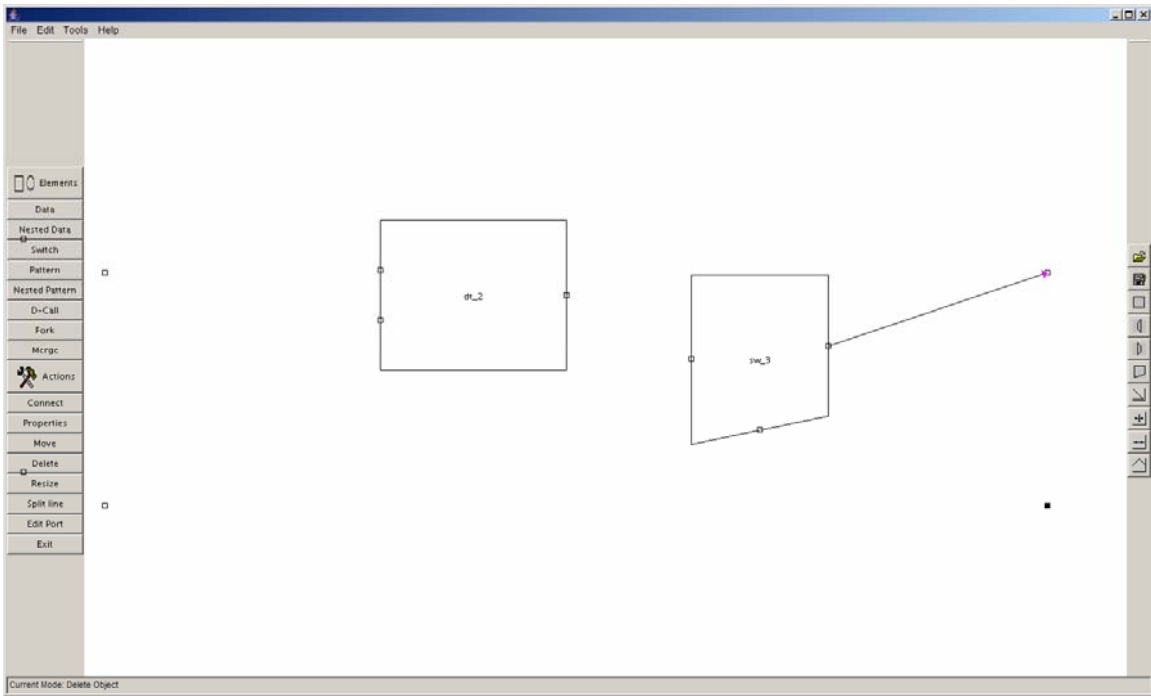 File Edit Tools Help
Elements
Data
Nested Data
Switch
Pattern
Nested Pattern
D-Call
Fork
Merge
Actions
Connect
Properties
Move
Delete
Resize
Split line
Edit Port
Exit
dt_2
sw_3
Current Mode: Delete Object